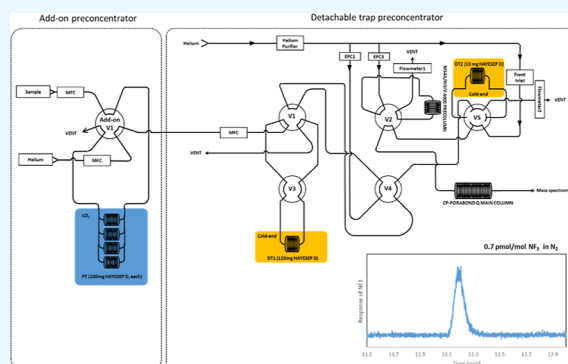 Add-on preconcentrator
Detachable trap preconcentrator
Helium
Helium
Purifier
EPC1
EPC3
VENT
Flowmeter1
DT2 (10 mg HAYESEP D)
Cold-end
Front
Inlet
Flowmeter2
VENT
Sample
MFC
Add-on
V1
VENT
Helium
MFC
MFC
V1
V2
V5
VENT
V3
V4
Cold-end
DT1 (120mg HAYESEP D)
CP-PORABOND Q MAIN COLUMN
Mass spectrometer
PT (100mg HAYESEP D, each)
0.7 pmol/mol NF₃ in N₂
Response of NF3
11.5 11.7 11.9 12.1 12.3 12.5 12.7 12.9